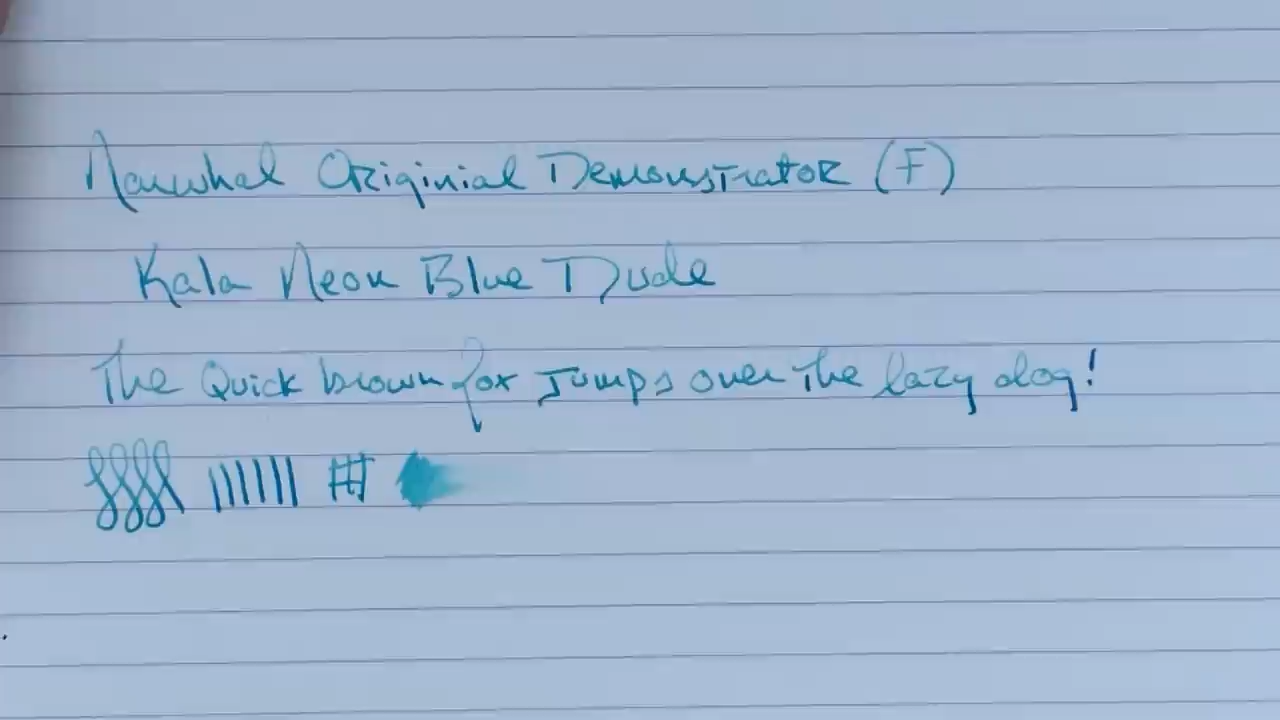 Narwhal Originial Demonstrator (F)
Kala Neon Blue Dude
The Quick brown fox Jumps over The lazy dog!